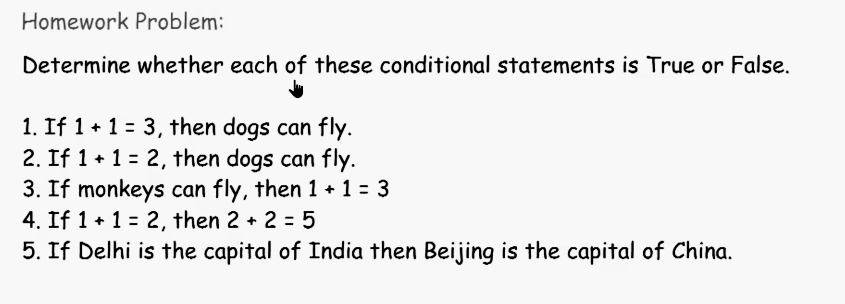 Homework Problem:
Determine whether each of these conditional statements is True or False.
1. If 1 + 1 = 3, then dogs can fly.
2. If 1 + 1 = 2, then dogs can fly.
3. If monkeys can fly, then 1 + 1 = 3
4. If 1 + 1 = 2, then 2 + 2 = 5
5. If Delhi is the capital of India then Beijing is the capital of China.